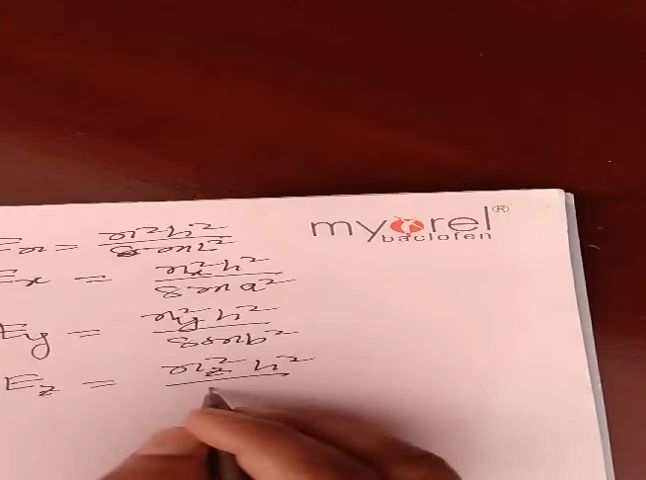 myorel®
baclofen
En = n²h² / 8mL²
Ex = nx²h² / 8ma²
Ey = ny²h² / 8mb²
Ez = nz²h²